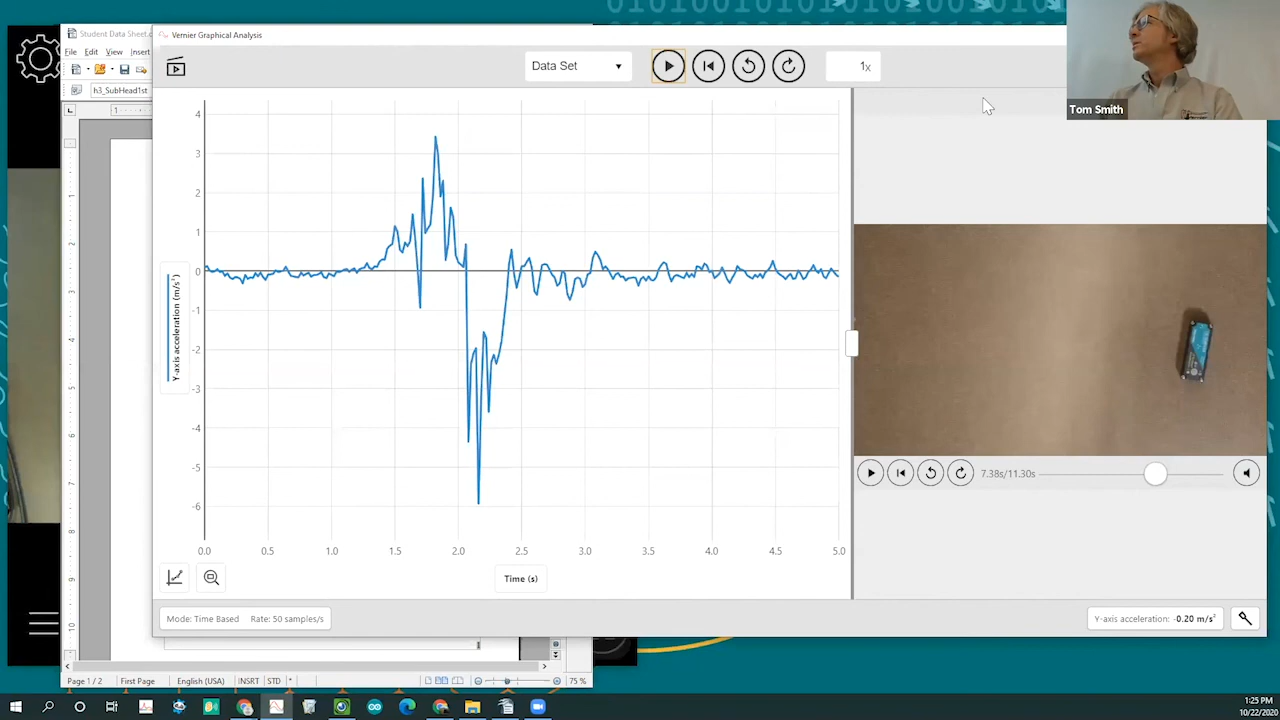 Student Data Sheet.o
File Edit View Insert
h3_SubHead1st
Vernier Graphical Analysis
Data Set
1x
Tom Smith
4
3
2
1
0
-1
-2
-3
-4
-5
-6
Y-axis acceleration (m/s²)
0.0 0.5 1.0 1.5 2.0 2.5 3.0 3.5 4.0 4.5 5.0
Time (s)
7.38s/11.30s
Mode: Time Based Rate: 50 samples/s
Y-axis acceleration: -0.20 m/s²
Page 1 / 2 First Page English (USA) INSRT STD * 75 %
1:25 PM
10/22/2020